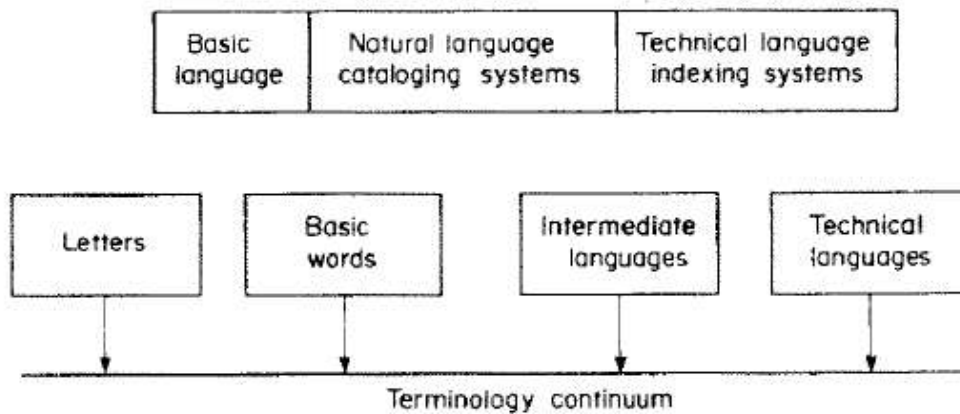 Basic
language
Natural language
cataloging systems
Technical language
indexing systems
Letters
Basic
words
Intermediate
languages
Technical
languages
Terminology continuum